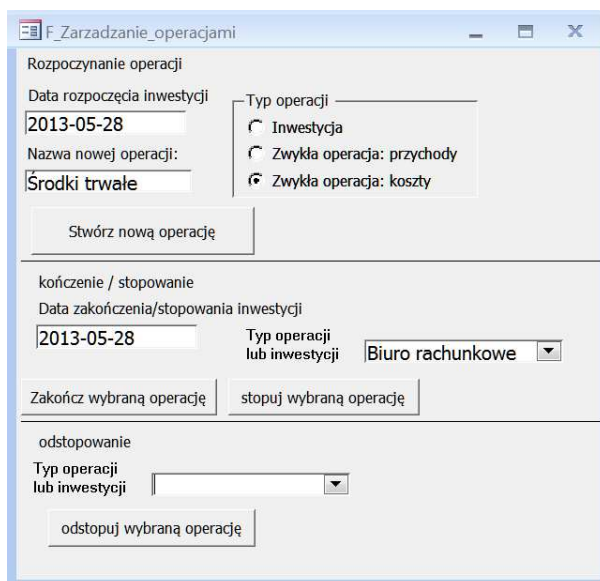 F_Zarzadzanie_operacjami
Rozpoczynanie operacji
Data rozpoczęcia inwestycji
2013-05-28
Nazwa nowej operacji:
Środki trwałe
Typ operacji
Inwestycja
Zwykła operacja: przychody
Zwykła operacja: koszty
Stwórz nową operację
kończenie / stopowanie
Data zakończenia/stopowania inwestycji
2013-05-28
Typ operacji
lub inwestycji
Biuro rachunkowe
Zakończ wybraną operację
stopuj wybraną operację
odstopowanie
Typ operacji
lub inwestycji
odstopuj wybraną operację